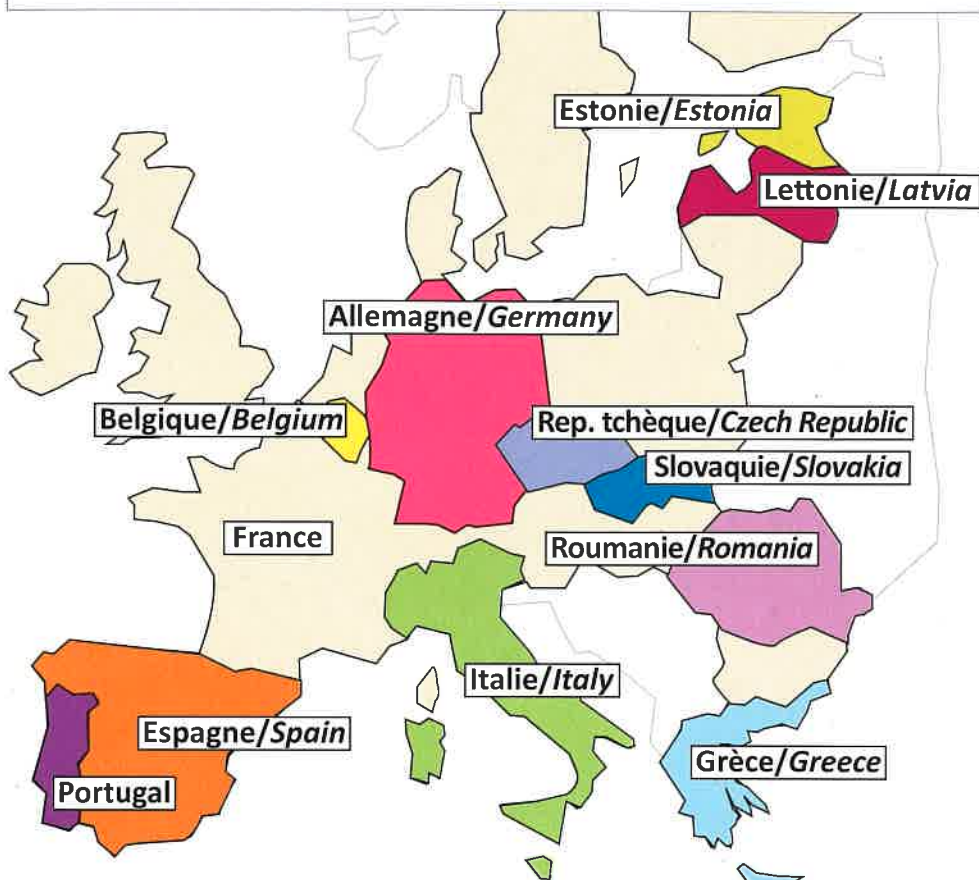 Estonie/Estonia
Lettonie/Latvia
Allemagne/Germany
Belgique/Belgium
Rep. tchèque/Czech Republic
Slovaquie/Slovakia
France
Roumanie/Romania
Italie/Italy
Espagne/Spain
Grèce/Greece
Portugal